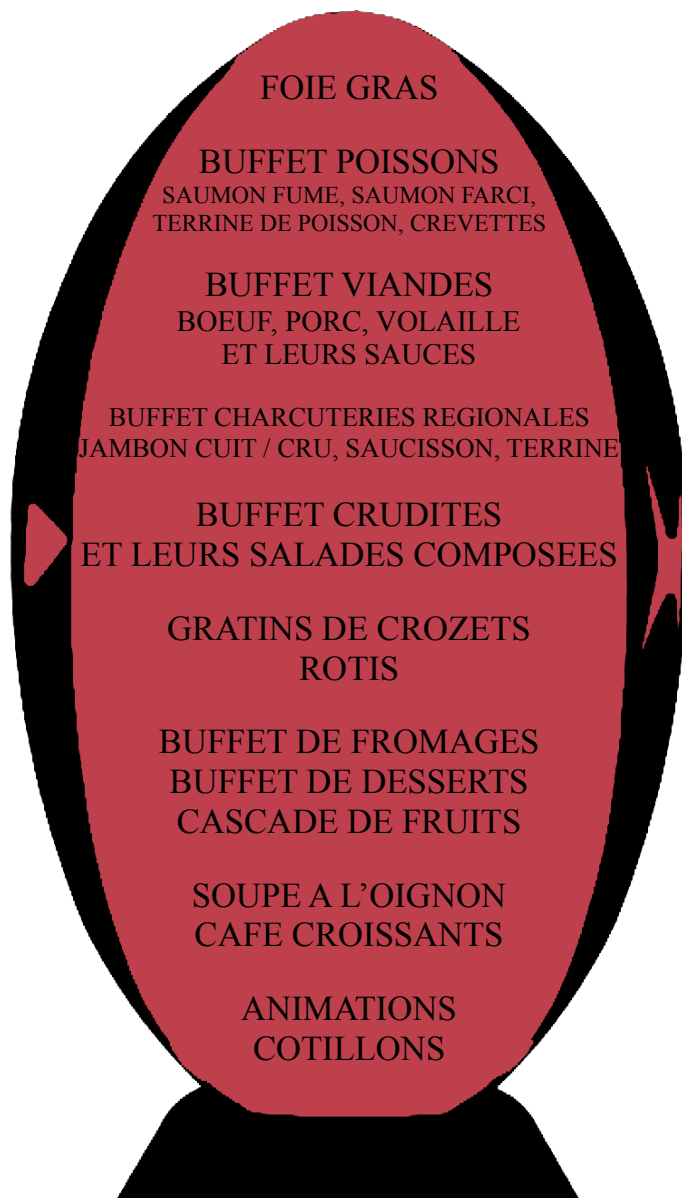 FOIE GRAS
BUFFET POISSONS
SAUMON FUME, SAUMON FARCI,
TERRINE DE POISSON, CREVETTES
BUFFET VIANDES
BOEUF, PORC, VOLAILLE
ET LEURS SAUCES
BUFFET CHARCUTERIES REGIONALES
JAMBON CUIT / CRU, SAUCISSON, TERRINE
BUFFET CRUDITES
ET LEURS SALADES COMPOSEES
GRATINS DE CROZETS
ROTIS
BUFFET DE FROMAGES
BUFFET DE DESSERTS
CASCADE DE FRUITS
SOUPE A L’OIGNON
CAFE CROISSANTS
ANIMATIONS
COTILLONS